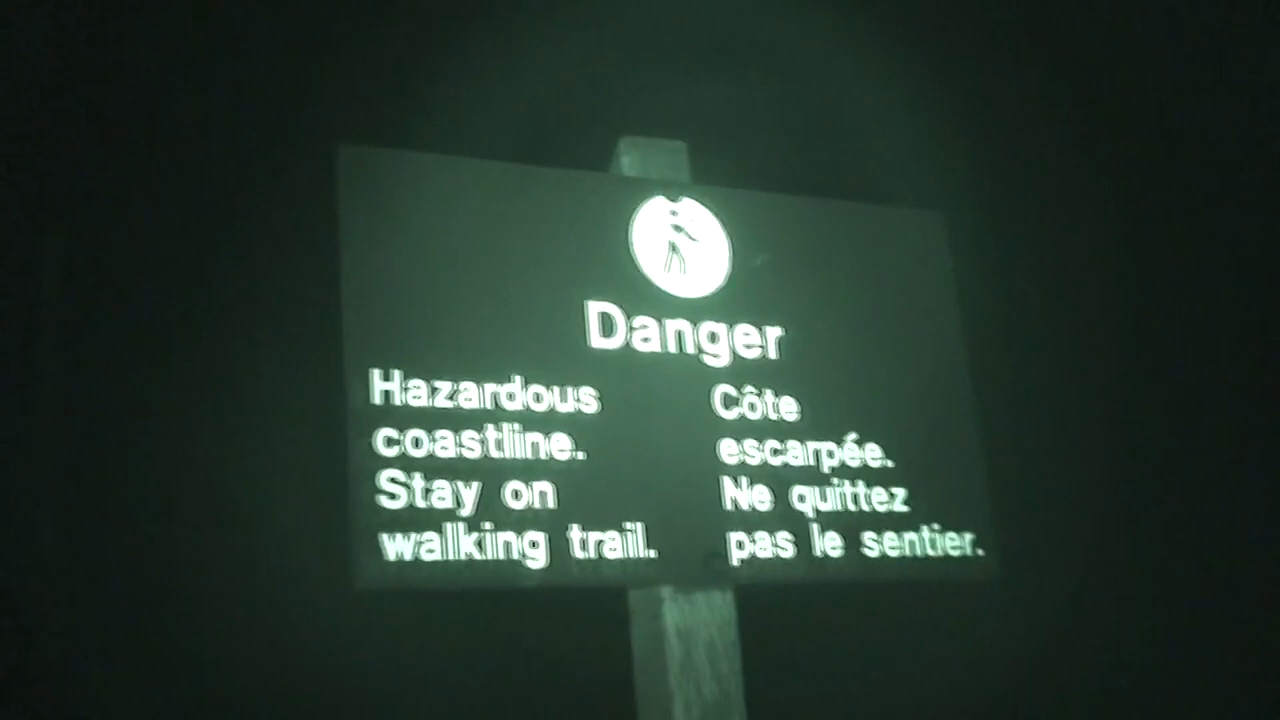 Danger
Hazardous
coastline.
Stay on
walking trail.
Côte
escarpée.
Ne quittez
pas le sentier.